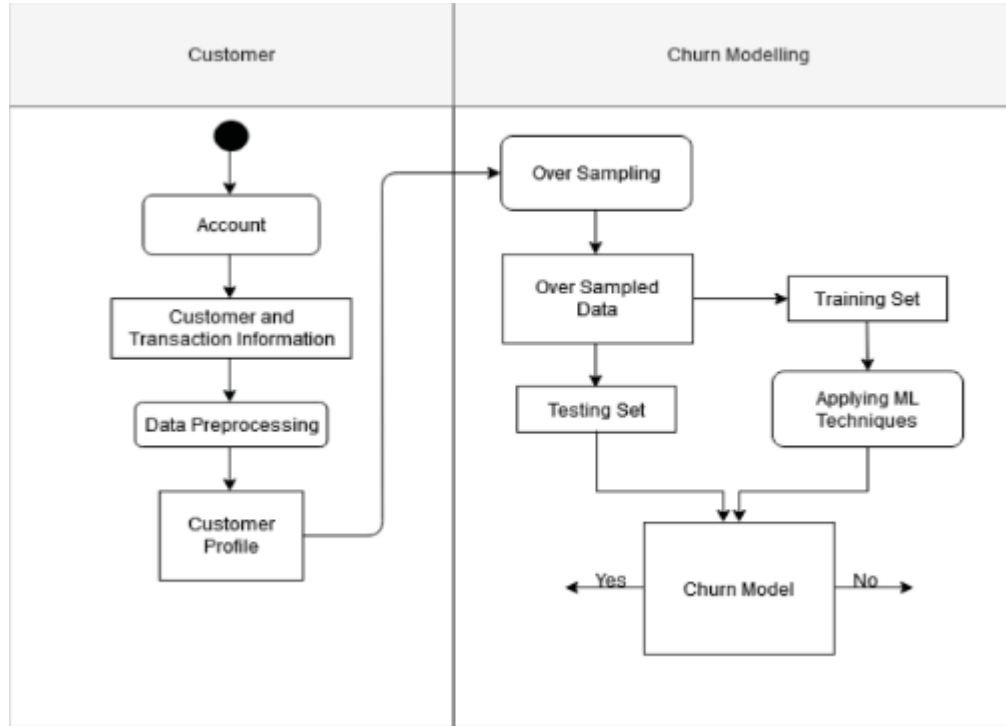 Customer
Churn Modelling
Account
Customer and
Transaction Information
Data Preprocessing
Customer
Profile
Over Sampling
Over Sampled
Data
Training Set
Testing Set
Applying ML
Techniques
Yes
Churn Model
No